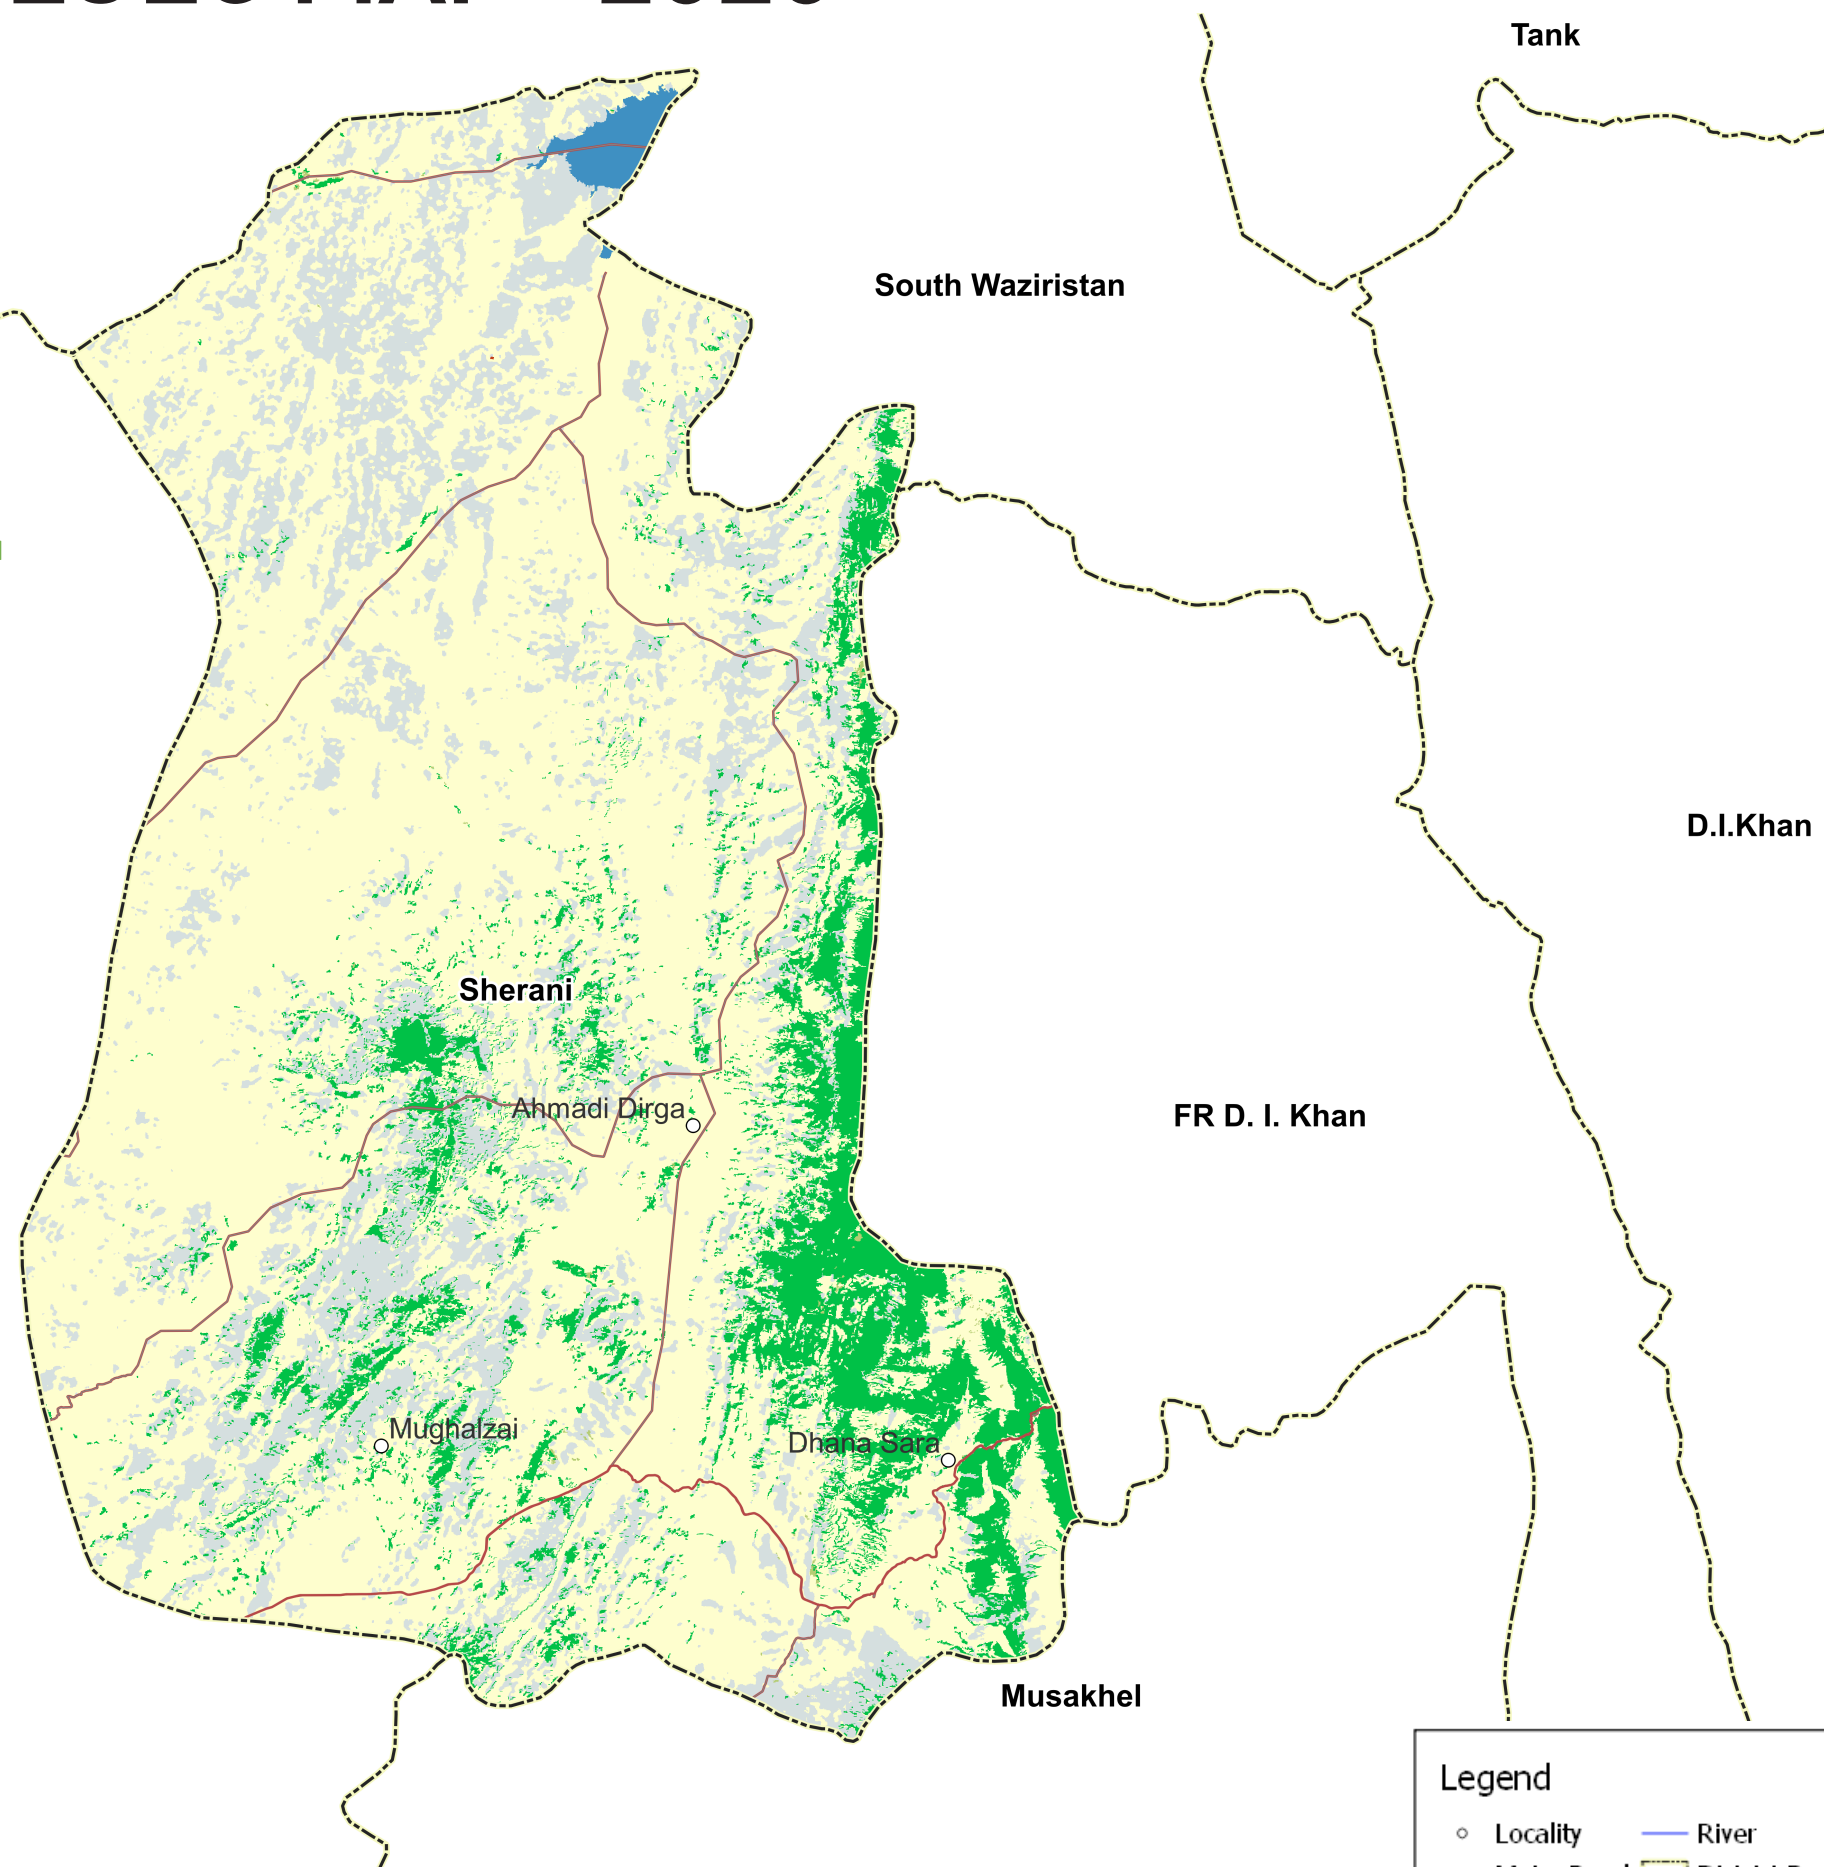 Tank
South Waziristan
D.I.Khan
Sherani
Ahmadi Dirga
FR D. I. Khan
Mughalzai
Dhana Sara
Musakhel
Legend
Locality
River